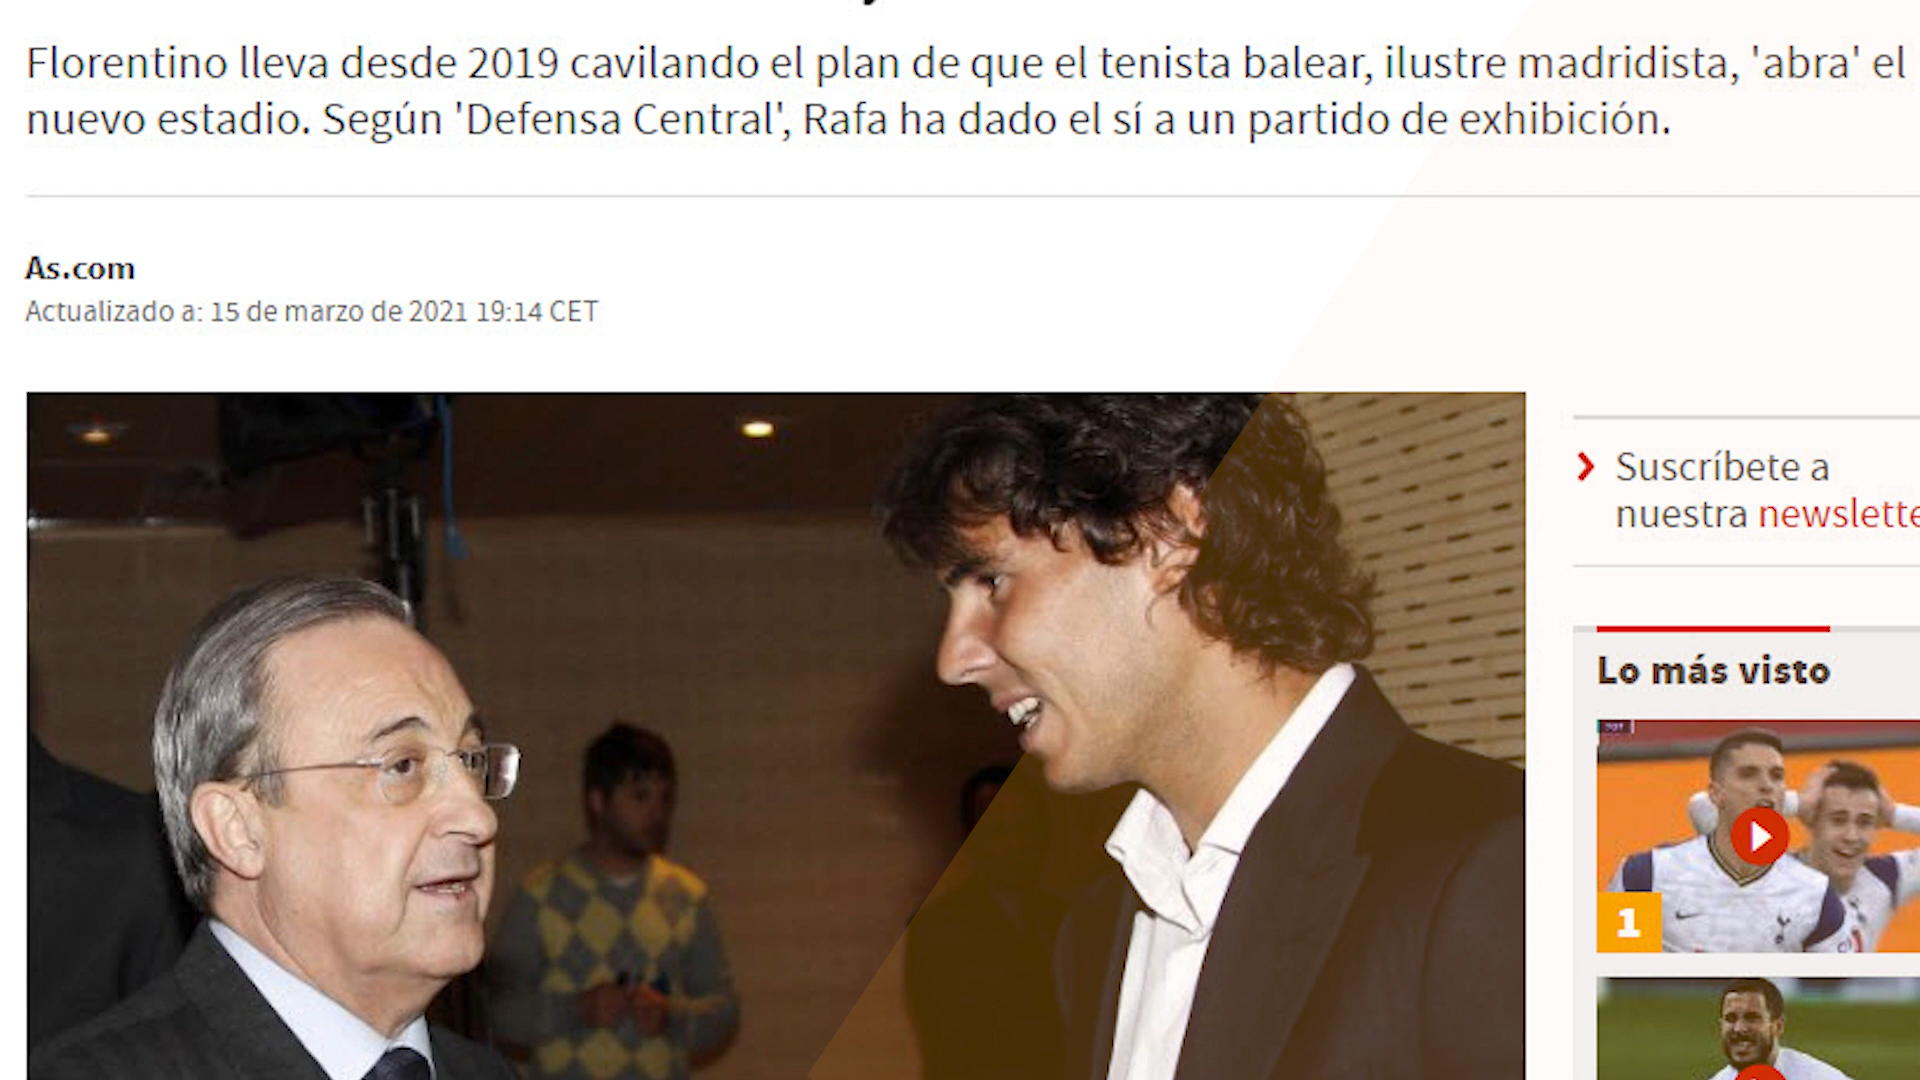 Florentino lleva desde 2019 cavilando el plan de que el tenista balear, ilustre madridista, 'abra' el
nuevo estadio. Según 'Defensa Central', Rafa ha dado el sí a un partido de exhibición.
As.com
Actualizado a: 15 de marzo de 2021 19:14 CET
Suscríbete a
nuestra newslette
Lo más visto
1